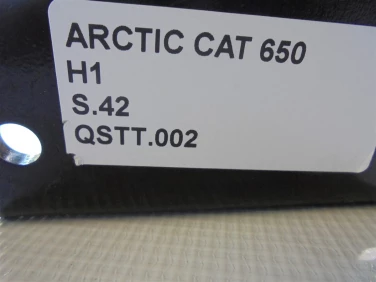 ARCTIC CAT 650
H1
S.42
QSTT.002